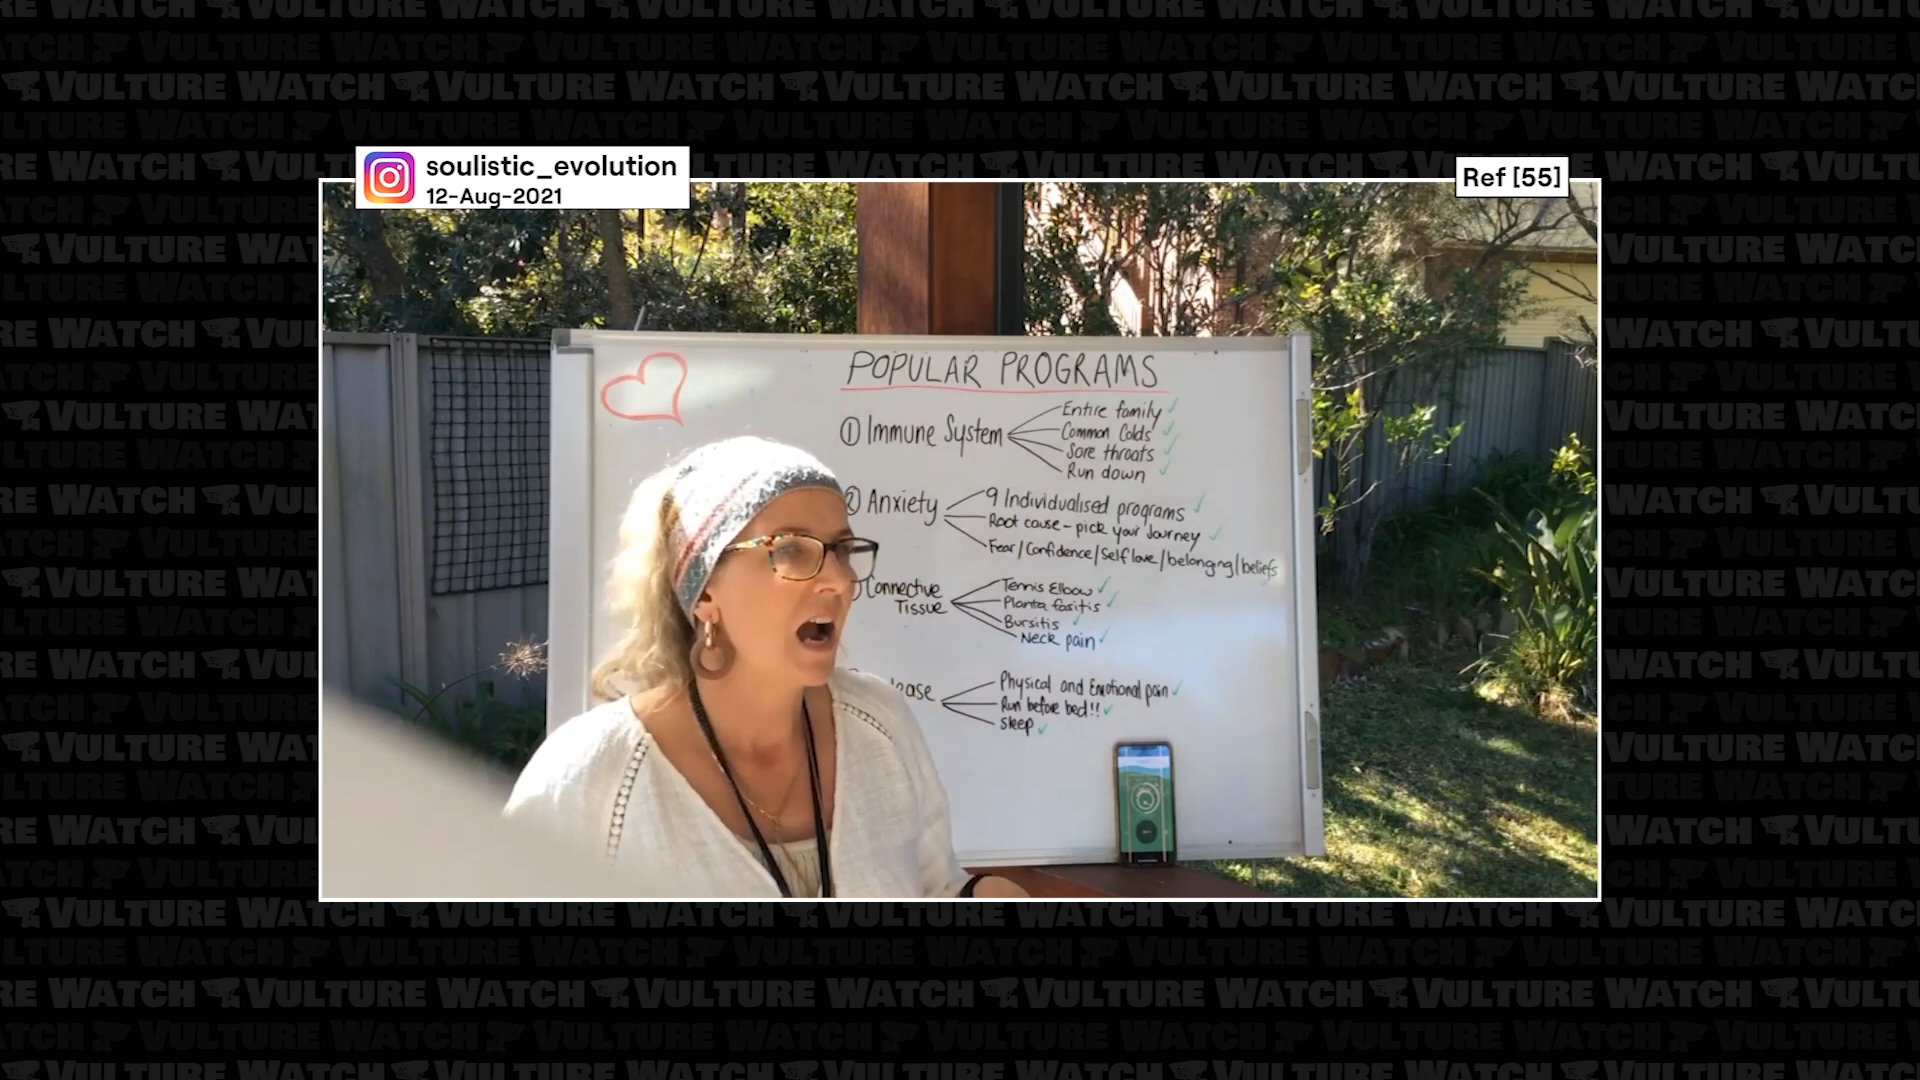 soulistic_evolution
12-Aug-2021
Ref [55]
POPULAR PROGRAMS
① Immune System
Entire family
Common Colds
Sore throats
Run down
② Anxiety
9 Individualised programs
Root cause - pick your Journey
Fear/Confidence/Self love/belonging/beliefs
Connective
Tissue
Tennis Elbow
Planta fasitis
Bursitis
Neck pain
Physical and Emotional pain
Run before bed!!
Sleep
VULTURE WATCH